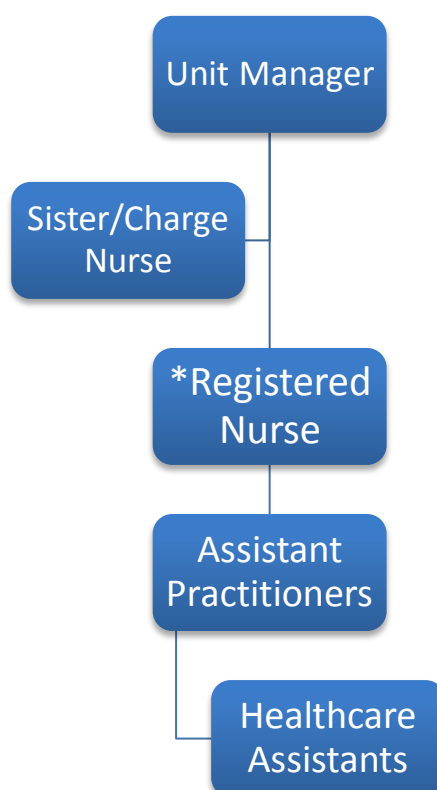 Unit Manager
Sister/Charge
Nurse
*Registered
Nurse
Assistant
Practitioners
Healthcare
Assistants